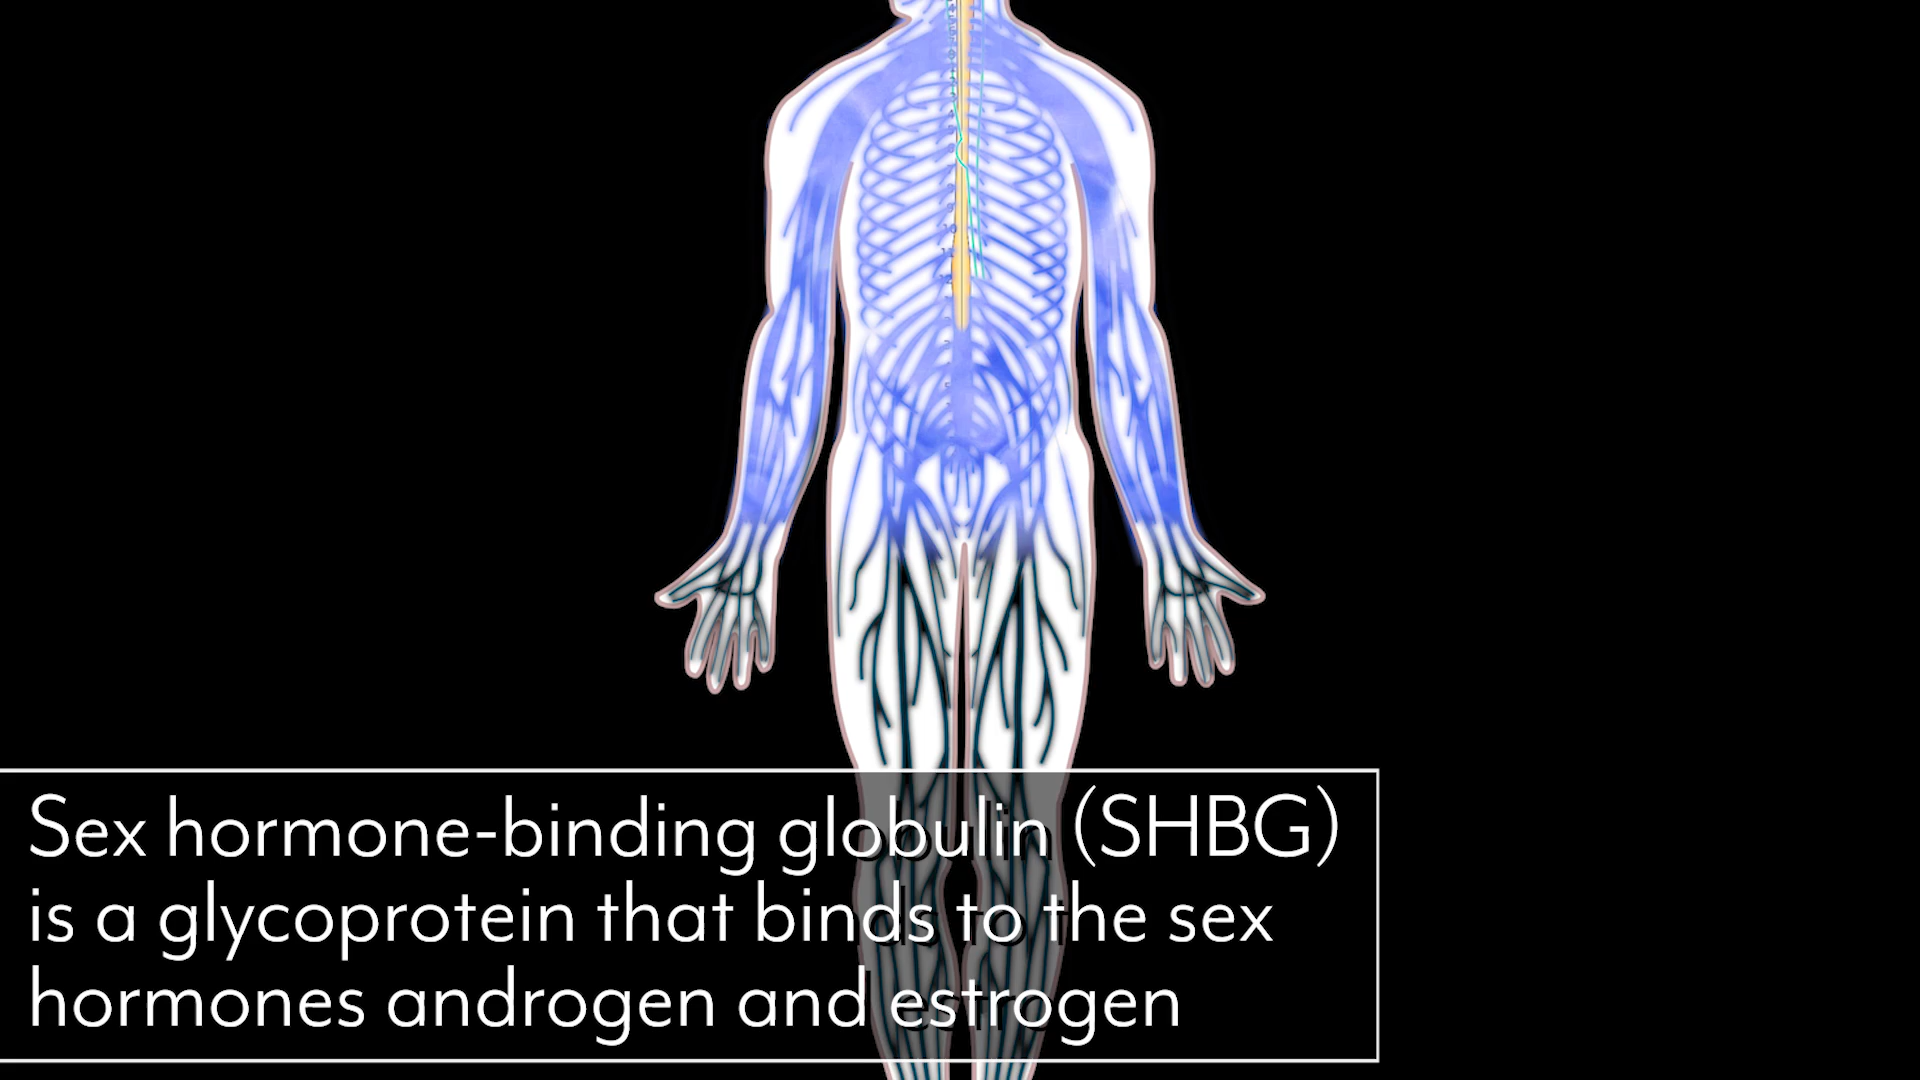 Sex hormone-binding globulin (SHBG)
is a glycoprotein that binds to the sex
hormones androgen and estrogen